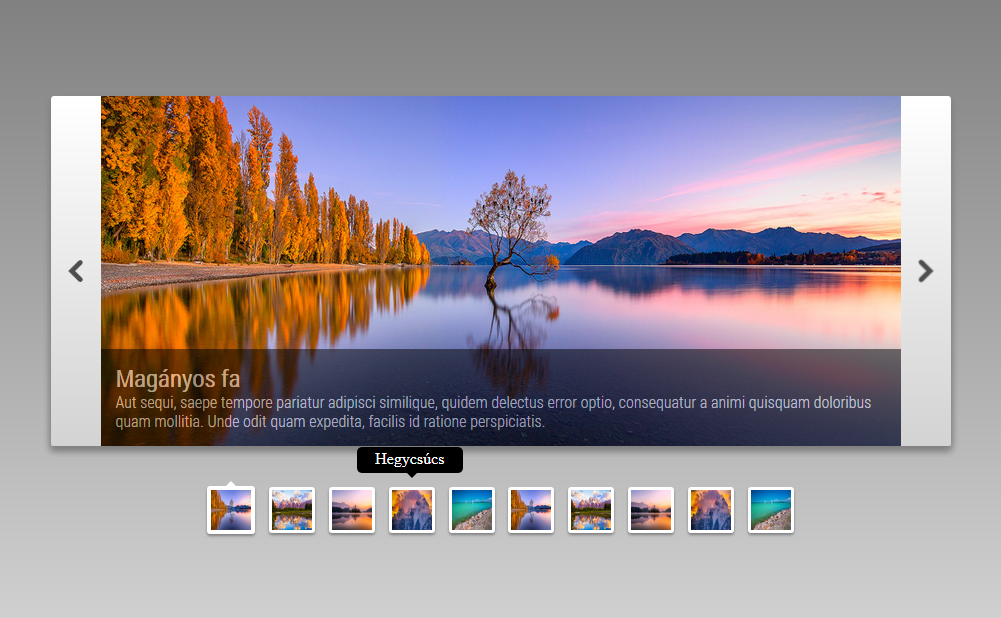 Magányos fa
Aut sequi, saepe tempore pariatur adipisci similique, quidem delectus error optio, consequatur a animi quisquam doloribus
quam mollitia. Unde odit quam expedita, facilis id ratione perspiciatis.
Hegycsúcs